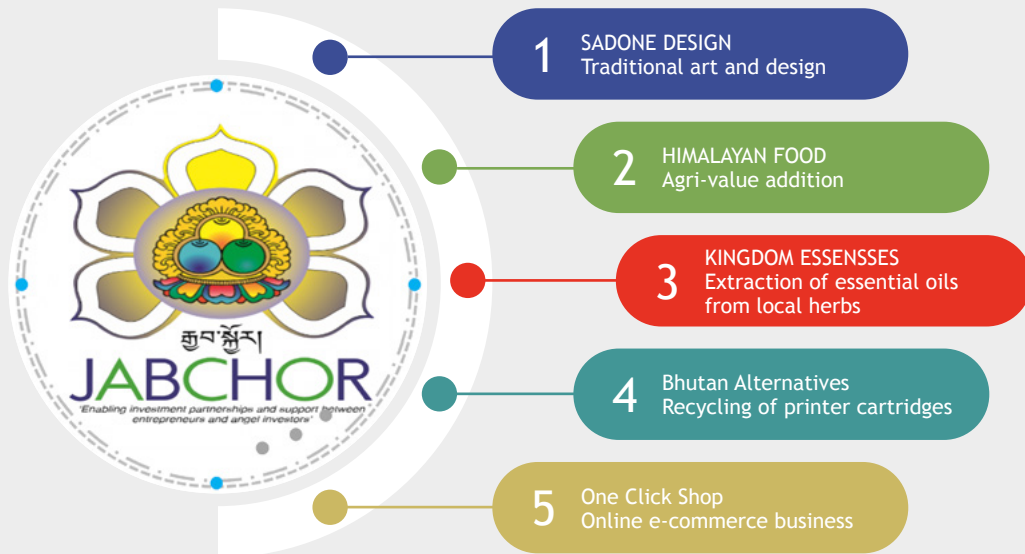 རྒྱབ་སྐྱོར།
JABCHOR
'Enabling investment partnerships and support between
entrepreneurs and angel investors'
1
SADONE DESIGN
Traditional art and design
2
HIMALAYAN FOOD
Agri-value addition
3
KINGDOM ESSENSSES
Extraction of essential oils
from local herbs
4
Bhutan Alternatives
Recycling of printer cartridges
5
One Click Shop
Online e-commerce business